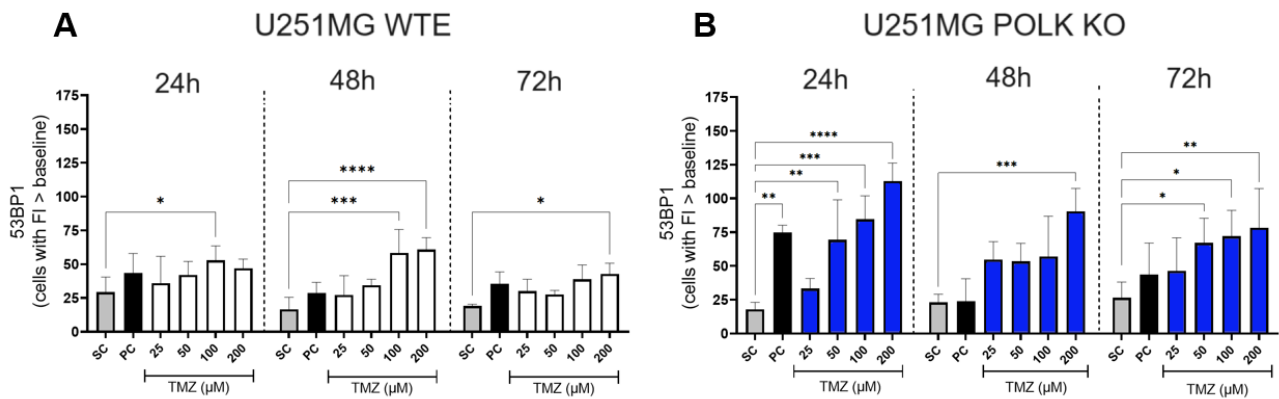 A U251MG WTE
24h 48h 72h
53BP1
(cells with FI > baseline)
175
150
125
100
75
50
25
0
* *** **** *
SC PC 25 50 100 200 SC PC 25 50 100 200 SC PC 25 50 100 200
TMZ (µM) TMZ (µM) TMZ (µM)
B U251MG POLK KO
24h 48h 72h
53BP1
(cells with FI > baseline)
175
150
125
100
75
50
25
0
** ** *** **** *** * * **
SC PC 25 50 100 200 SC PC 25 50 100 200 SC PC 25 50 100 200
TMZ (µM) TMZ (µM) TMZ (µM)